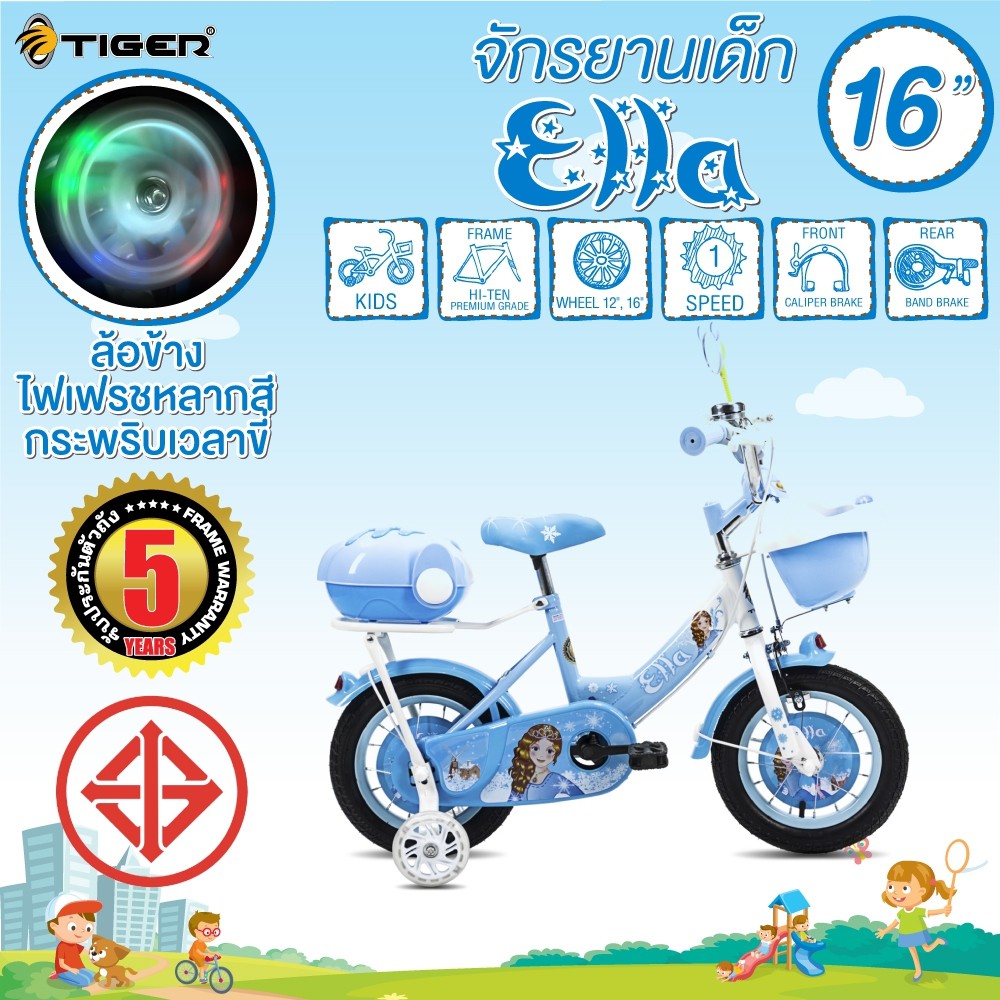 TIGER®
จักรยานเด็ก
Ella
16”
KIDS
FRAME
HI-TEN
PREMIUM GRADE
WHEEL 12", 16"
1
SPEED
FRONT
CALIPER BRAKE
REAR
BAND BRAKE
ล้อข้าง
ไฟเฟรชหลากสี
กระพริบเวลาขี่
รับประกันตัวถัง
FRAME WARRANTY
5
YEARS
Ella
Ella